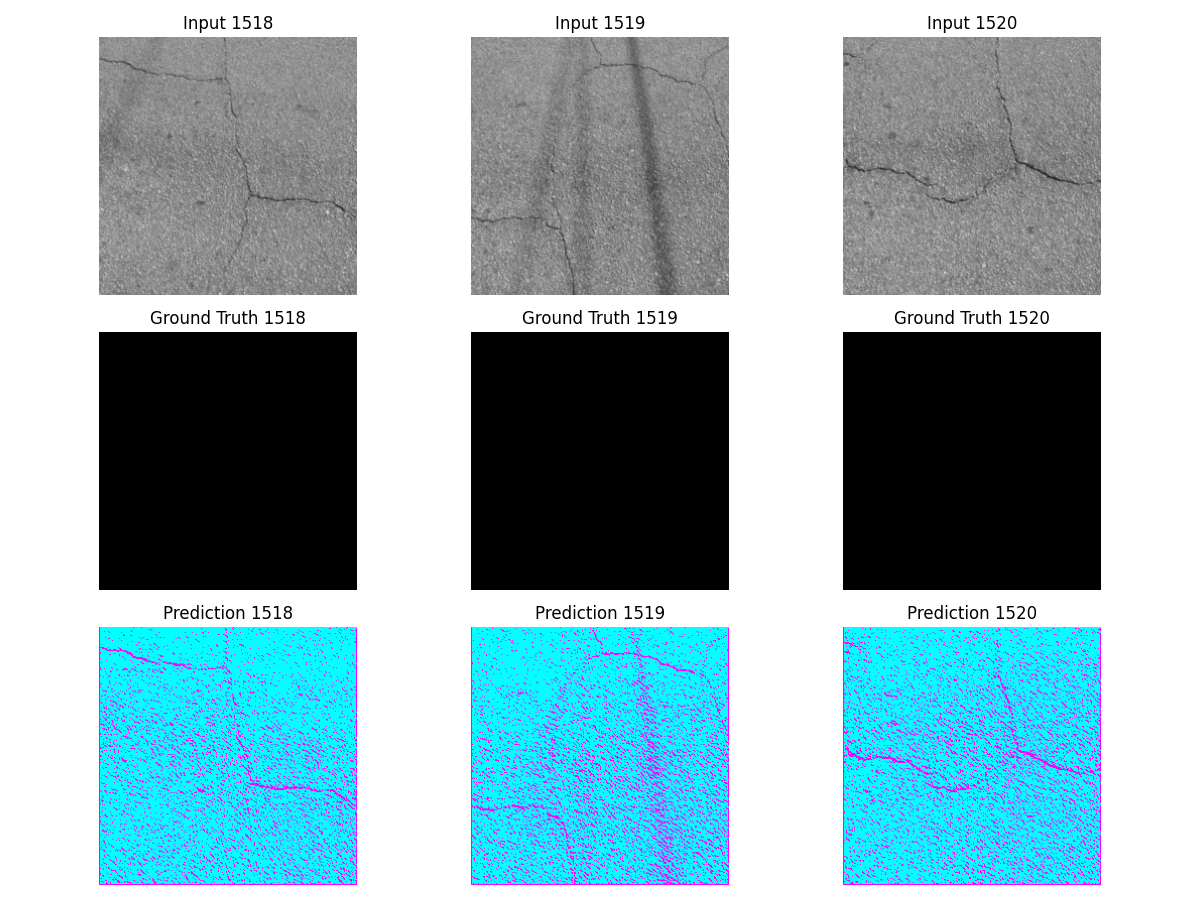 Input 1518
Input 1519
Input 1520
Ground Truth 1518
Ground Truth 1519
Ground Truth 1520
Prediction 1518
Prediction 1519
Prediction 1520